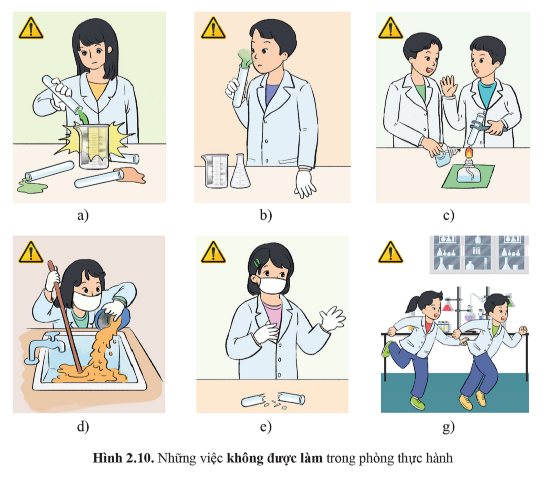 a)
b)
c)
d)
e)
g)
Hình 2.10. Những việc không được làm trong phòng thực hành